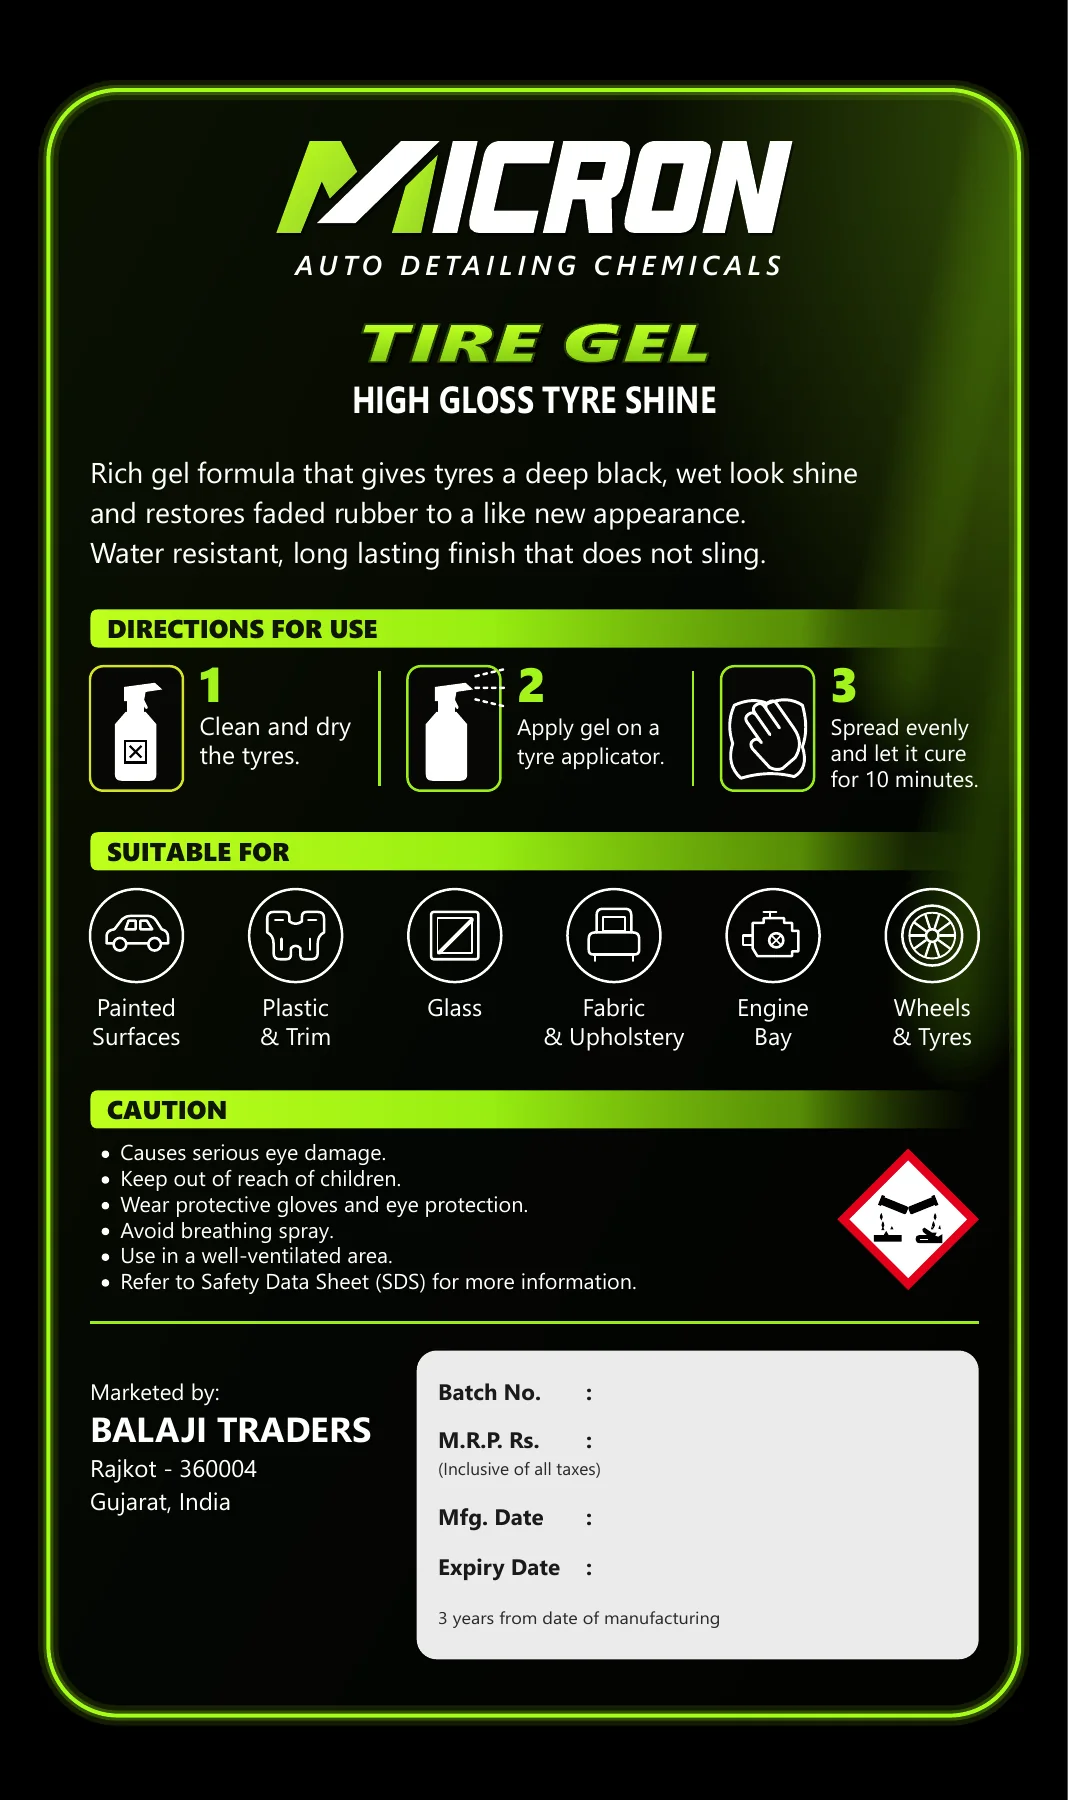 MICRON
AUTO DETAILING CHEMICALS
TIRE GEL
HIGH GLOSS TYRE SHINE
Rich gel formula that gives tyres a deep black, wet look shine
and restores faded rubber to a like new appearance.
Water resistant, long lasting finish that does not sling.
DIRECTIONS FOR USE
1
Clean and dry
the tyres.
2
Apply gel on a
tyre applicator.
3
Spread evenly
and let it cure
for 10 minutes.
SUITABLE FOR
Painted
Surfaces
Plastic
& Trim
Glass
Fabric
& Upholstery
Engine
Bay
Wheels
& Tyres
CAUTION
• Causes serious eye damage.
• Keep out of reach of children.
• Wear protective gloves and eye protection.
• Avoid breathing spray.
• Use in a well-ventilated area.
• Refer to Safety Data Sheet (SDS) for more information.
Marketed by:
BALAJI TRADERS
Rajkot - 360004
Gujarat, India
Batch No. :
M.R.P. Rs. :
(Inclusive of all taxes)
Mfg. Date :
Expiry Date :
3 years from date of manufacturing